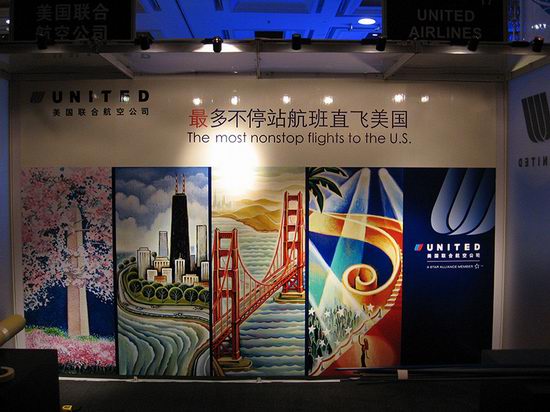 美国联合
航空公司
UNITED
AIRLINES
UNITED
美国联合航空公司
最多不停站航班直飞美国
The most nonstop flights to the U.S.
UNITED
美国联合航空公司
A STAR ALLIANCE MEMBER